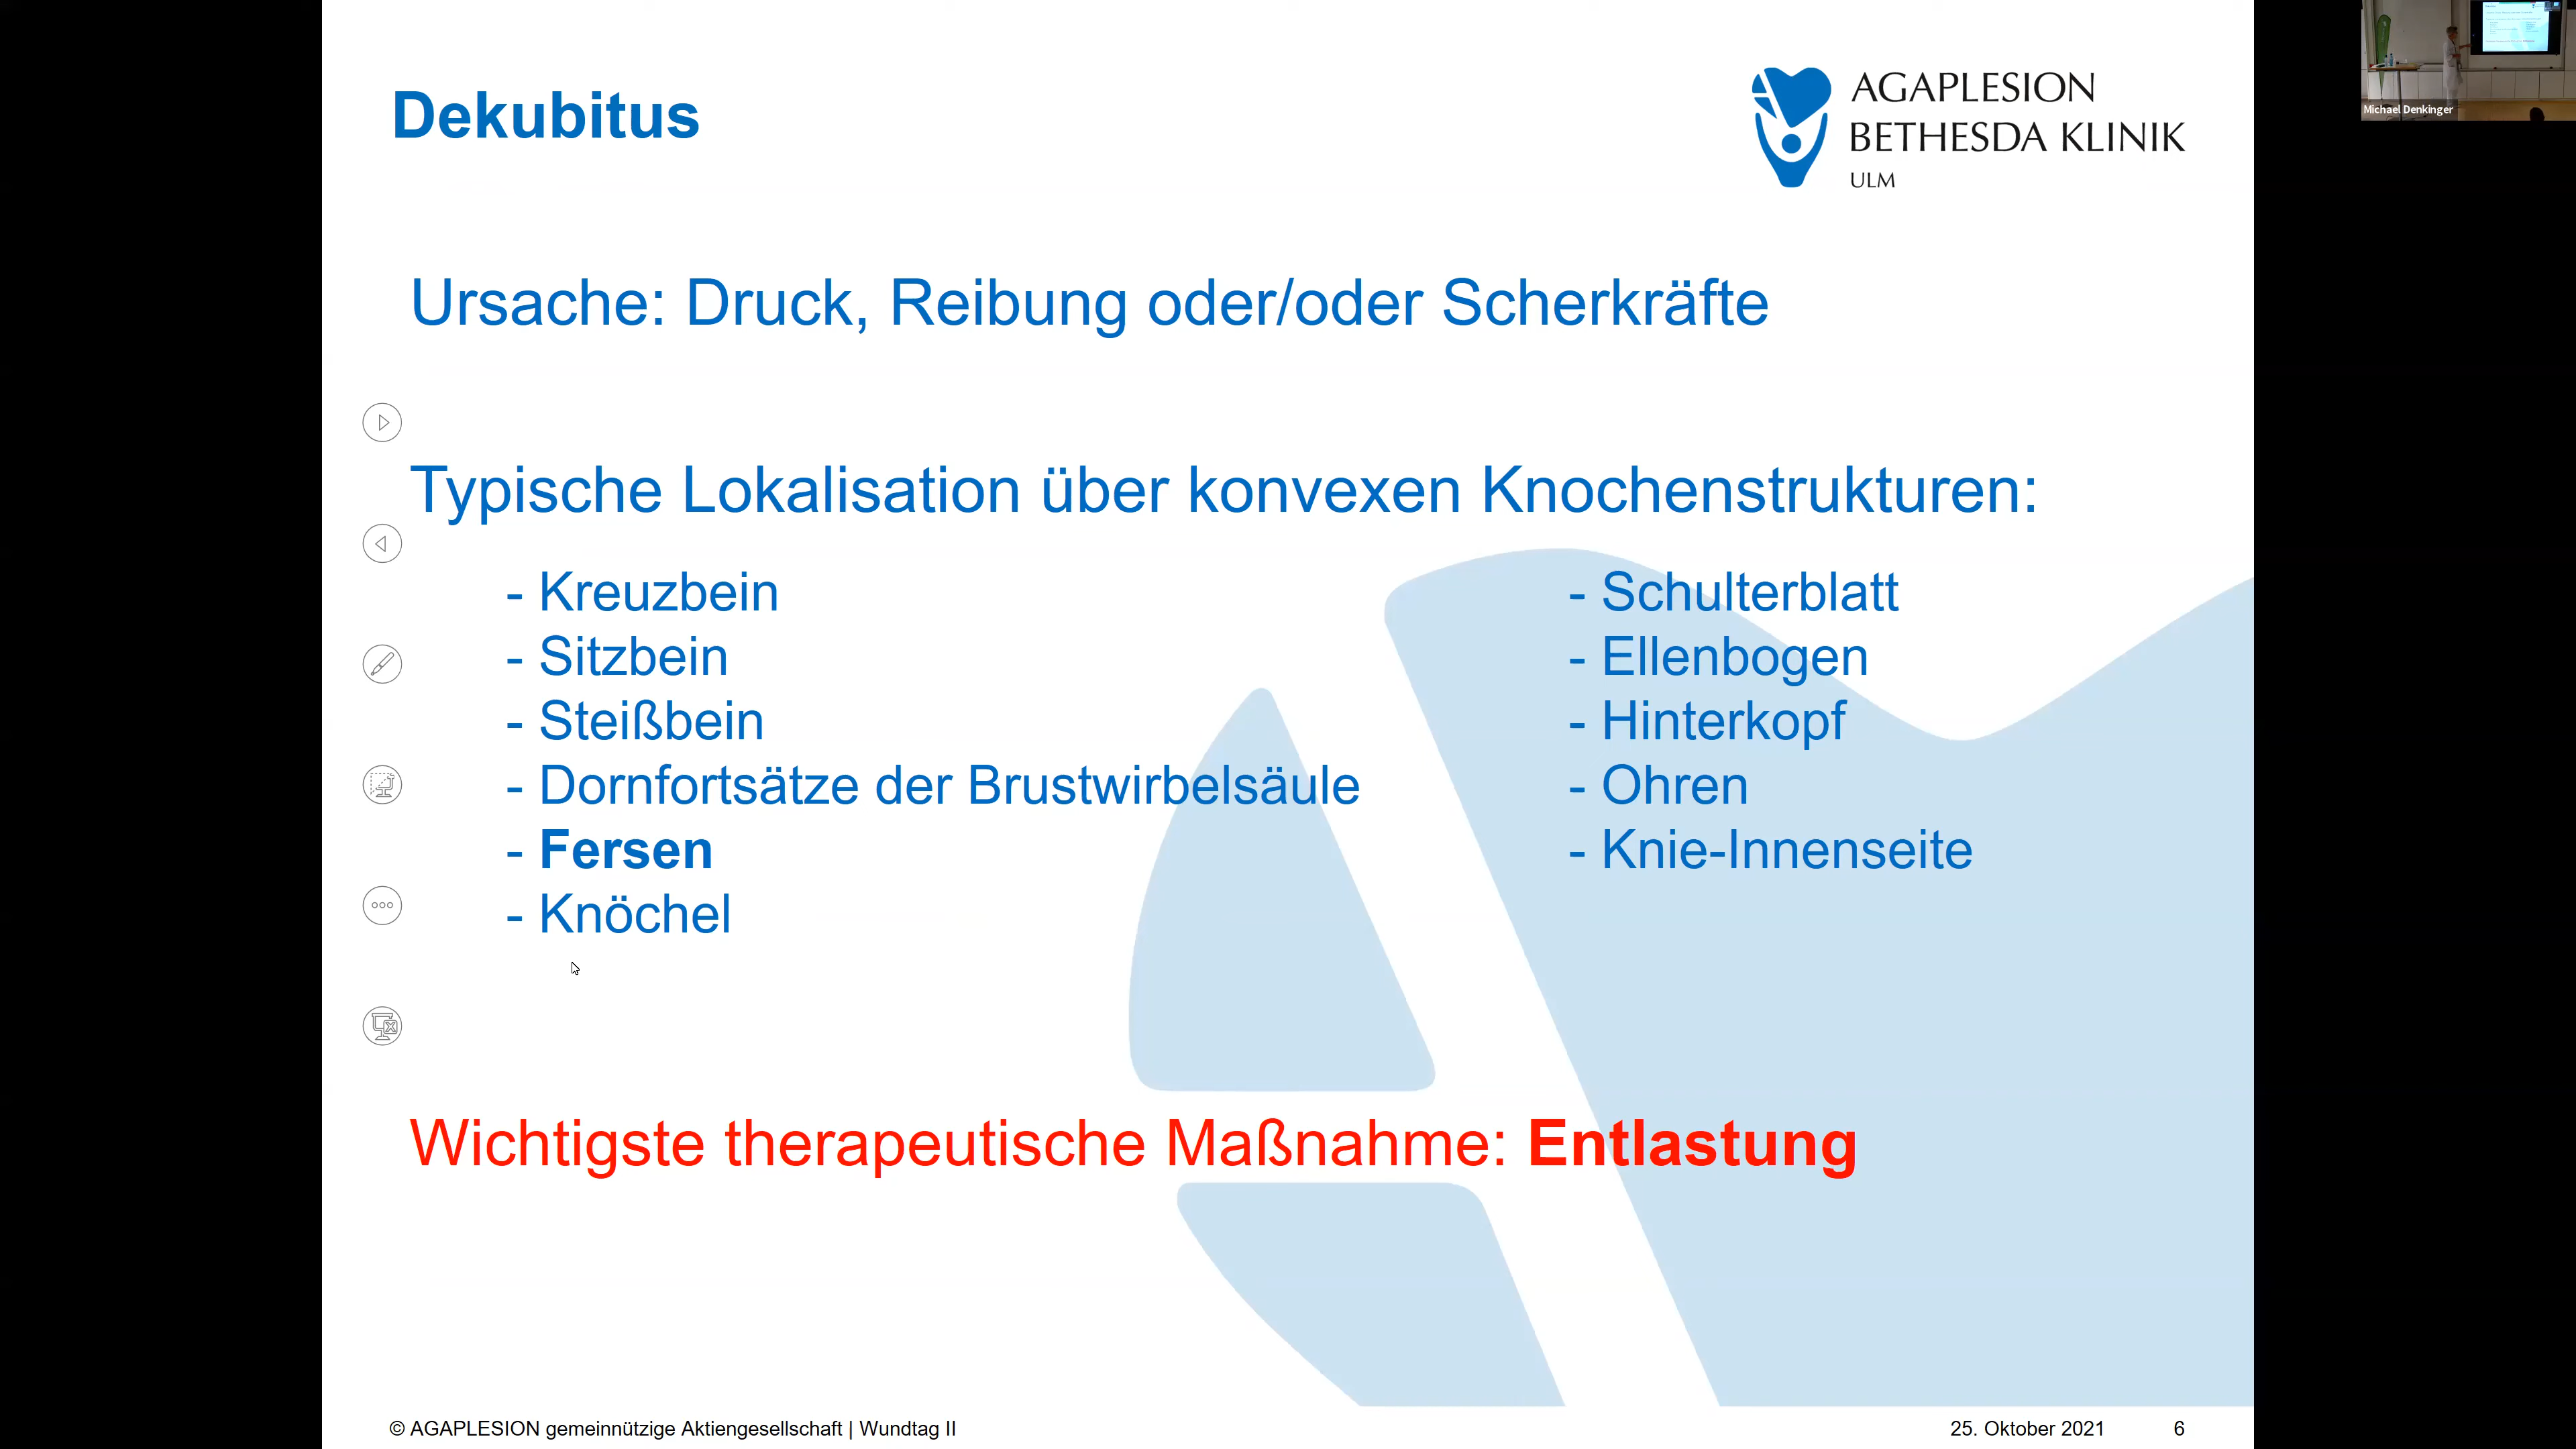 Dekubitus
AGAPLESION
BETHESDA KLINIK
ULM
Michael Denkinger
Ursache: Druck, Reibung oder/oder Scherkräfte
Typische Lokalisation über konvexen Knochenstrukturen:
- Kreuzbein
- Sitzbein
- Steißbein
- Dornfortsätze der Brustwirbelsäule
- Fersen
- Knöchel
- Schulterblatt
- Ellenbogen
- Hinterkopf
- Ohren
- Knie-Innenseite
Wichtigste therapeutische Maßnahme: Entlastung
© AGAPLESION gemeinnützige Aktiengesellschaft | Wundtag II
25. Oktober 2021
6